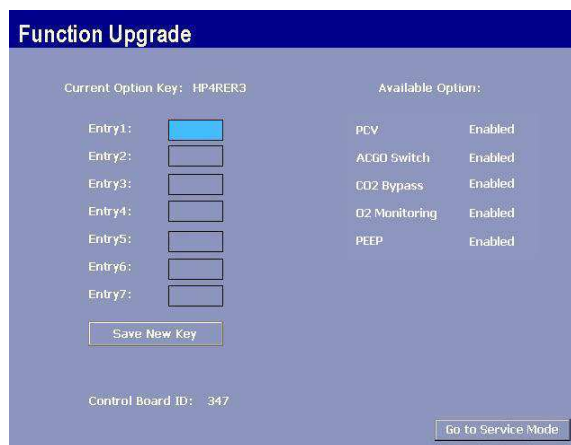 Function Upgrade
Current Option Key: HP4RER3
Available Option:
Entry1:
Entry2:
Entry3:
Entry4:
Entry5:
Entry6:
Entry7:
PCV Enabled
ACGO Switch Enabled
CO2 Bypass Enabled
O2 Monitoring Enabled
PEEP Enabled
Save New Key
Control Board ID: 347
Go to Service Mode